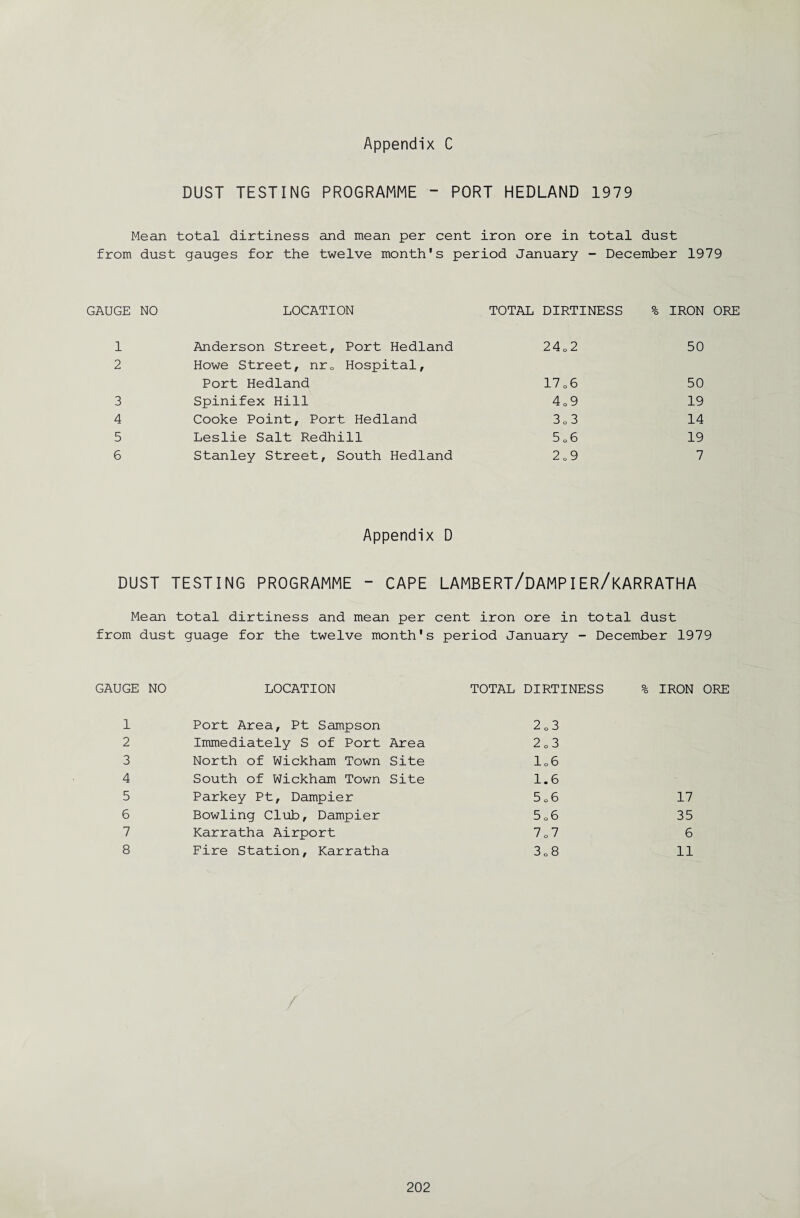 Appendix C
DUST TESTING PROGRAMME - PORT HEDLAND 1979
Mean total dirtiness and mean per cent iron ore in total dust
from dust gauges for the twelve month's period January - December 1979
GAUGE NO LOCATION TOTAL DIRTINESS % IRON ORE
1 Anderson Street, Port Hedland 24.2 50
2 Howe Street, nr. Hospital,
Port Hedland 17.6 50
3 Spinifex Hill 4.9 19
4 Cooke Point, Port Hedland 3.3 14
5 Leslie Salt Redhill 5.6 19
6 Stanley Street, South Hedland 2.9 7
Appendix D
DUST TESTING PROGRAMME - CAPE LAMBERT/DAMPIER/KARRATHA
Mean total dirtiness and mean per cent iron ore in total dust
from dust guage for the twelve month's period January - December 1979
GAUGE NO LOCATION TOTAL DIRTINESS % IRON ORE
1 Port Area, Pt Sampson 2.3
2 Immediately S of Port Area 2.3
3 North of Wickham Town Site 1.6
4 South of Wickham Town Site 1.6
5 Parkey Pt, Dampier 5.6 17
6 Bowling Club, Dampier 5.6 35
7 Karratha Airport 7.7 6
8 Fire Station, Karratha 3.8 11
202